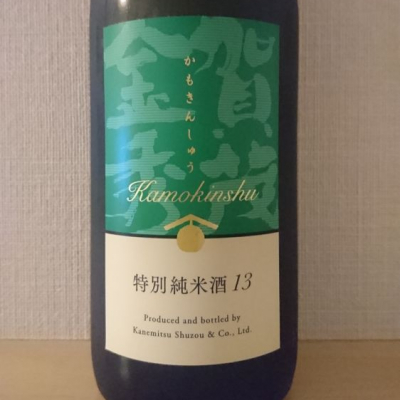 賀茂
金秀
かもきんしゅう
Kamokinshu
特別純米酒 13
Produced and bottled by
Kanemitsu Shuzou & Co., Ltd.